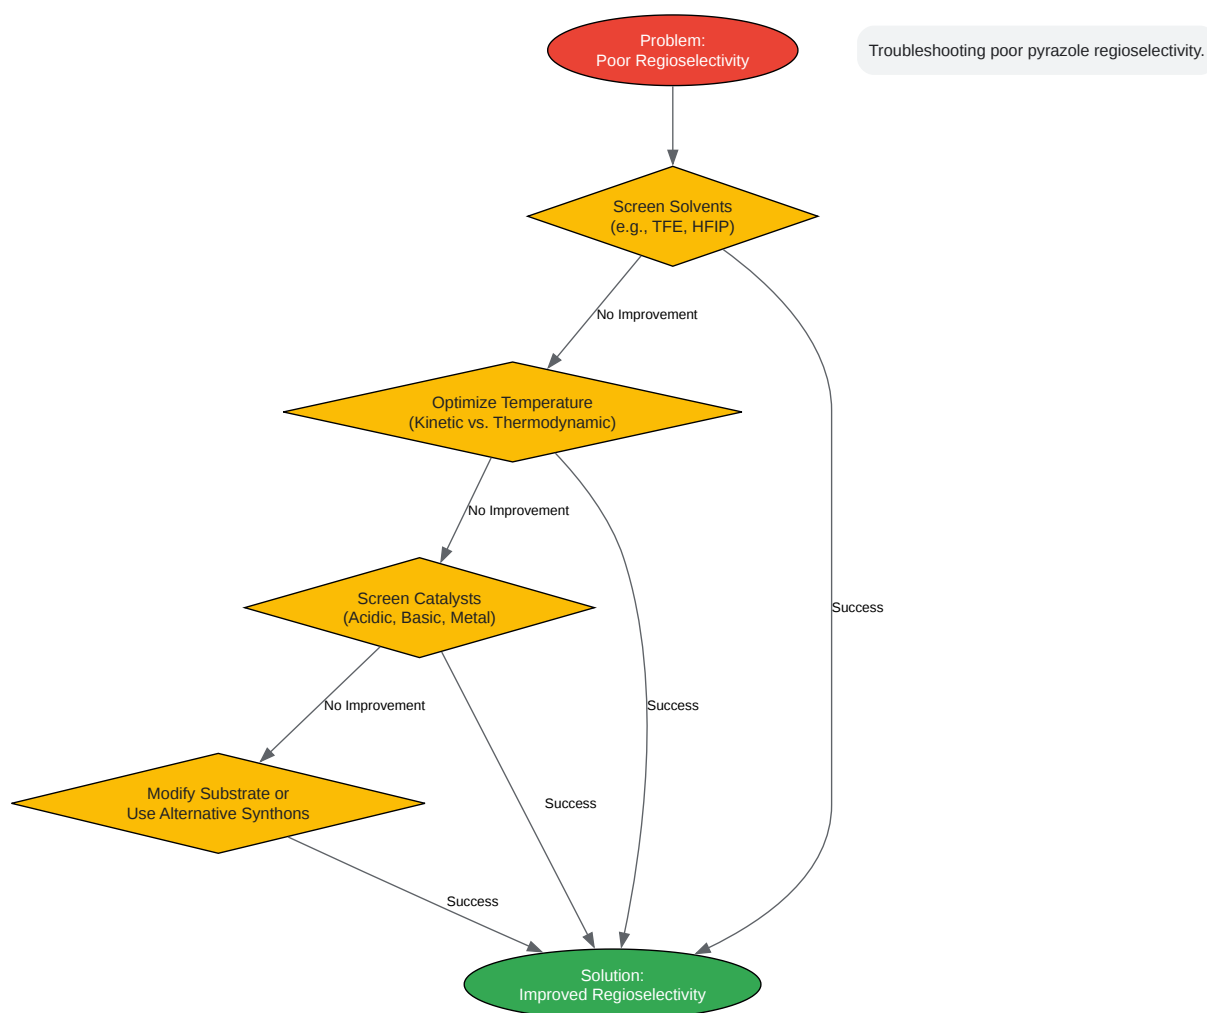 Problem:
Poor Regioselectivity
Troubleshooting poor pyrazole regioselectivity.
Screen Solvents
(e.g., TFE, HFIP)
No Improvement
Optimize Temperature
(Kinetic vs. Thermodynamic)
No Improvement
Screen Catalysts
(Acidic, Basic, Metal)
Success
No Improvement
Success
Modify Substrate or
Use Alternative Synthons
Success
Success
Solution:
Improved Regioselectivity